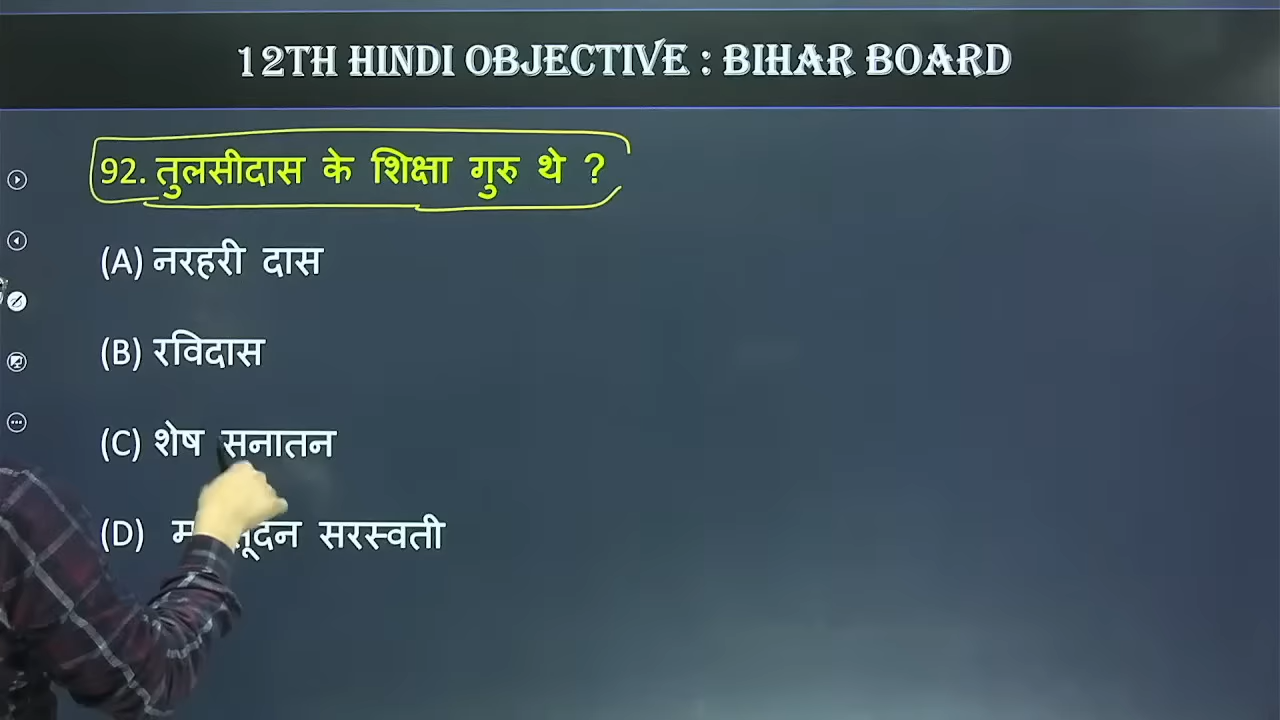 12TH HINDI OBJECTIVE : BIHAR BOARD
92. तुलसीदास के शिक्षा गुरु थे ?
(A) नरहरी दास
(B) रविदास
(C) शेष सनातन
(D) सरस्वती